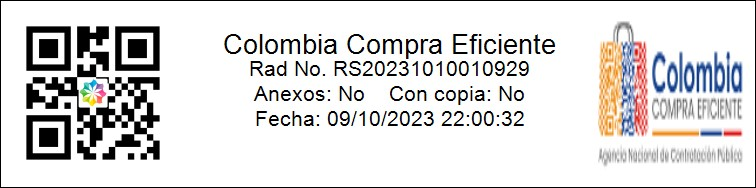 Colombia Compra Eficiente
Rad No. RS20231010010929
Anexos: No Con copia: No
Fecha: 09/10/2023 22:00:32
Colombia
COMPRA EFICIENTE
Agencia Nacional de Contratación Pública